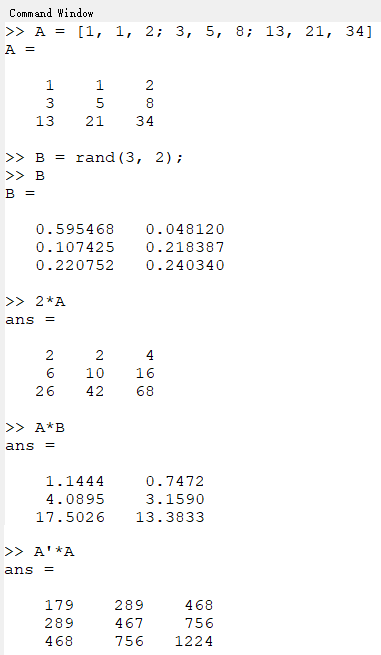 Command Window
>> A = [1, 1, 2; 3, 5, 8; 13, 21, 34]
A =
1 1 2
3 5 8
13 21 34
>> B = rand(3, 2);
>> B
B =
0.595468 0.048120
0.107425 0.218387
0.220752 0.240340
>> 2*A
ans =
2 2 4
6 10 16
26 42 68
>> A*B
ans =
1.1444 0.7472
4.0895 3.1590
17.5026 13.3833
>> A'*A
ans =
179 289 468
289 467 756
468 756 1224